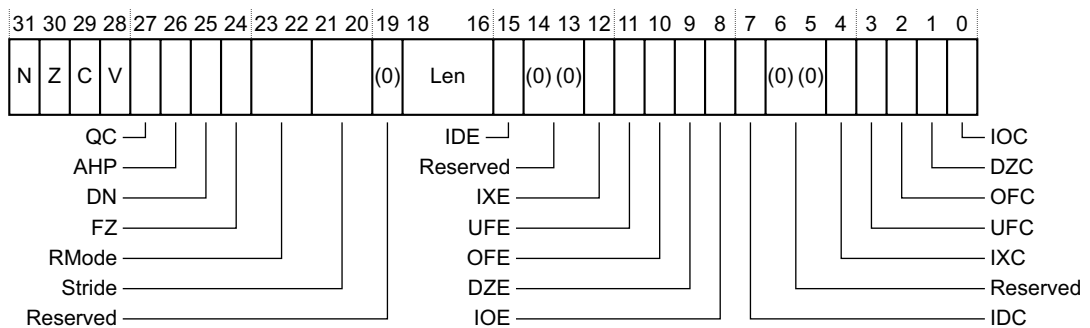 31 30 29 28 27 26 25 24 23 22 21 20 19 18 16 15 14 13 12 11 10 9 8 7 6 5 4 3 2 1 0
N Z C V (0) Len (0) (0) (0) (0)
QC IDE IOC
AHP Reserved DZC
DN IXE OFC
FZ UFE UFC
RMode OFE IXC
Stride DZE Reserved
Reserved IOE IDC